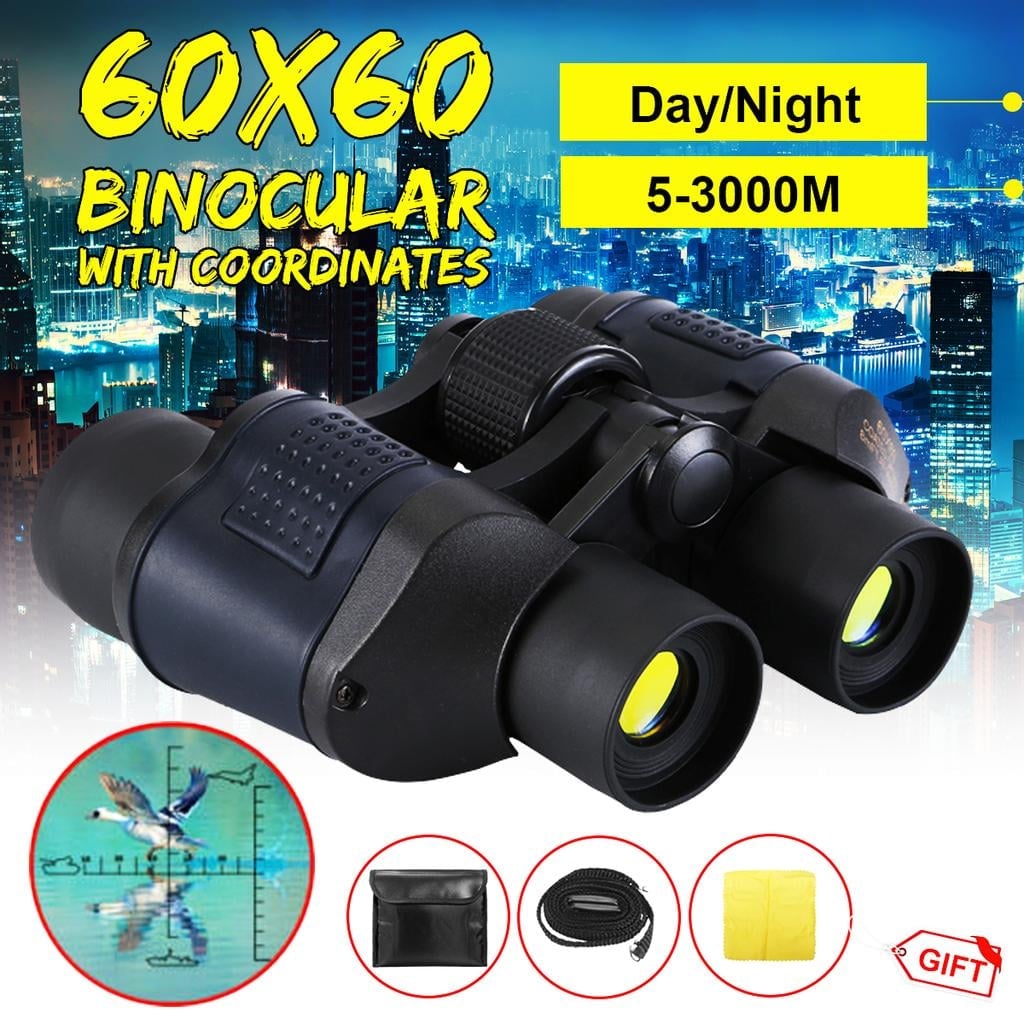 60X60
BINOCULAR
WITH COORDINATES
Day/Night
5-3000M
GIFT